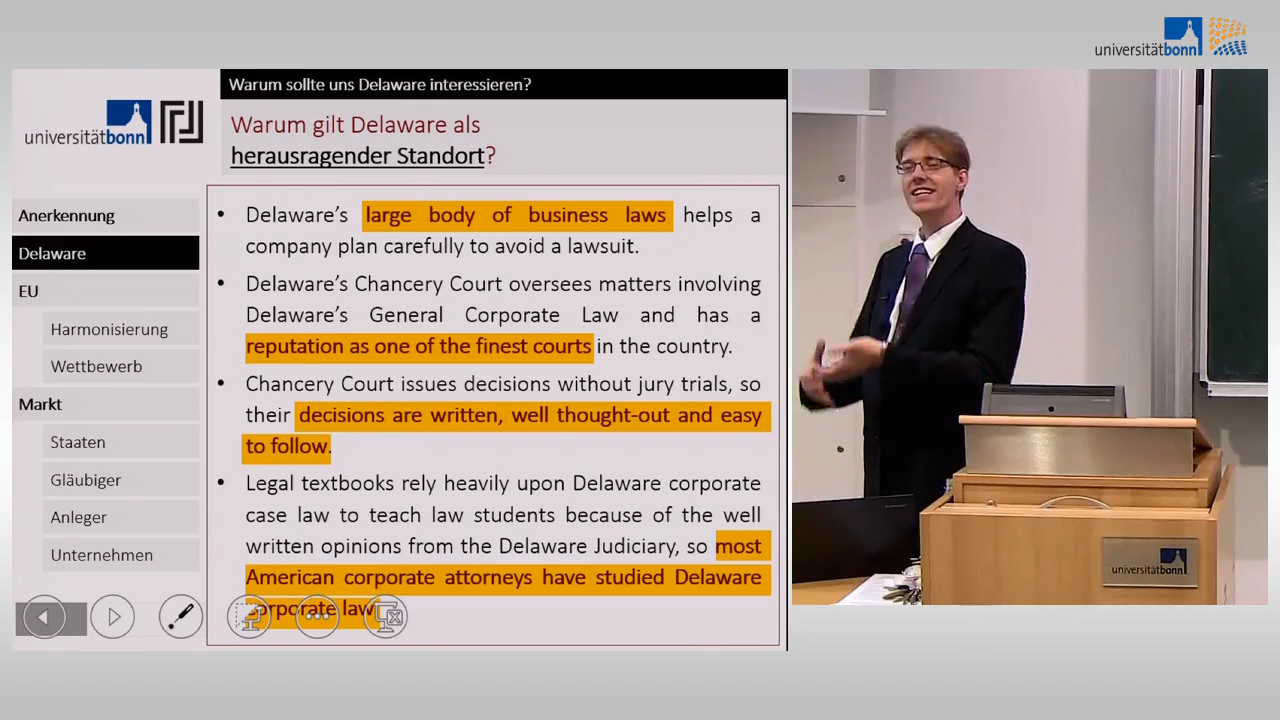 universitätbonn
Warum sollte uns Delaware interessieren?
universitätbonn
Warum gilt Delaware als
herausragender Standort?
Anerkennung
Delaware
EU
Harmonisierung
Wettbewerb
Markt
Staaten
Gläubiger
Anleger
Unternehmen
• Delaware’s large body of business laws helps a
company plan carefully to avoid a lawsuit.
• Delaware’s Chancery Court oversees matters involving
Delaware’s General Corporate Law and has a
reputation as one of the finest courts in the country.
• Chancery Court issues decisions without jury trials, so
their decisions are written, well thought-out and easy
to follow.
• Legal textbooks rely heavily upon Delaware corporate
case law to teach law students because of the well
written opinions from the Delaware Judiciary, so most
American corporate attorneys have studied Delaware
corporate law
universitätbonn